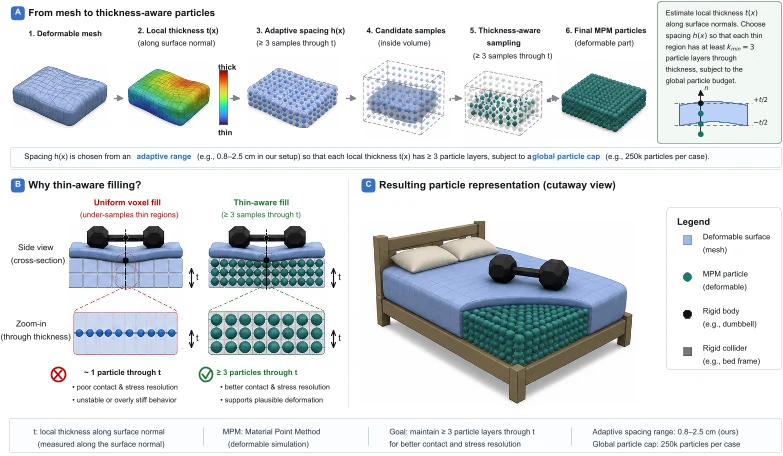 A From mesh to thickness-aware particles
1. Deformable mesh
2. Local thickness t(x)
(along surface normal)
3. Adaptive spacing h(x)
(≥ 3 samples through t)
4. Candidate samples
(inside volume)
5. Thickness-aware
sampling
(≥ 3 samples through t)
6. Final MPM particles
(deformable part)
thick
thin
Estimate local thickness t(x)
along surface normals. Choose
spacing h(x) so that each thin
region has at least kmin = 3
particle layers through
thickness, subject to the
global particle budget.
n
+t/2
−t/2
Spacing h(x) is chosen from an adaptive range (e.g., 0.8–2.5 cm in our setup) so that each local thickness t(x) has ≥ 3 particle layers, subject to a global particle cap (e.g., 250k particles per case).
B Why thin-aware filling?
Uniform voxel fill
(under-samples thin regions)
Thin-aware fill
(≥ 3 samples through t)
Side view
(cross-section)
t
t
Zoom-in
(through thickness)
t
t
~ 1 particle through t
• poor contact & stress resolution
• unstable or overly stiff behavior
≥ 3 particles through t
• better contact & stress resolution
• supports plausible deformation
C Resulting particle representation (cutaway view)
Legend
Deformable surface
(mesh)
MPM particle
(deformable)
Rigid body
(e.g., dumbbell)
Rigid collider
(e.g., bed frame)
t: local thickness along surface normal
(measured along the surface normal)
MPM: Material Point Method
(deformable simulation)
Goal: maintain ≥ 3 particle layers through t
for better contact and stress resolution
Adaptive spacing range: 0.8–2.5 cm (ours)
Global particle cap: 250k particles per case